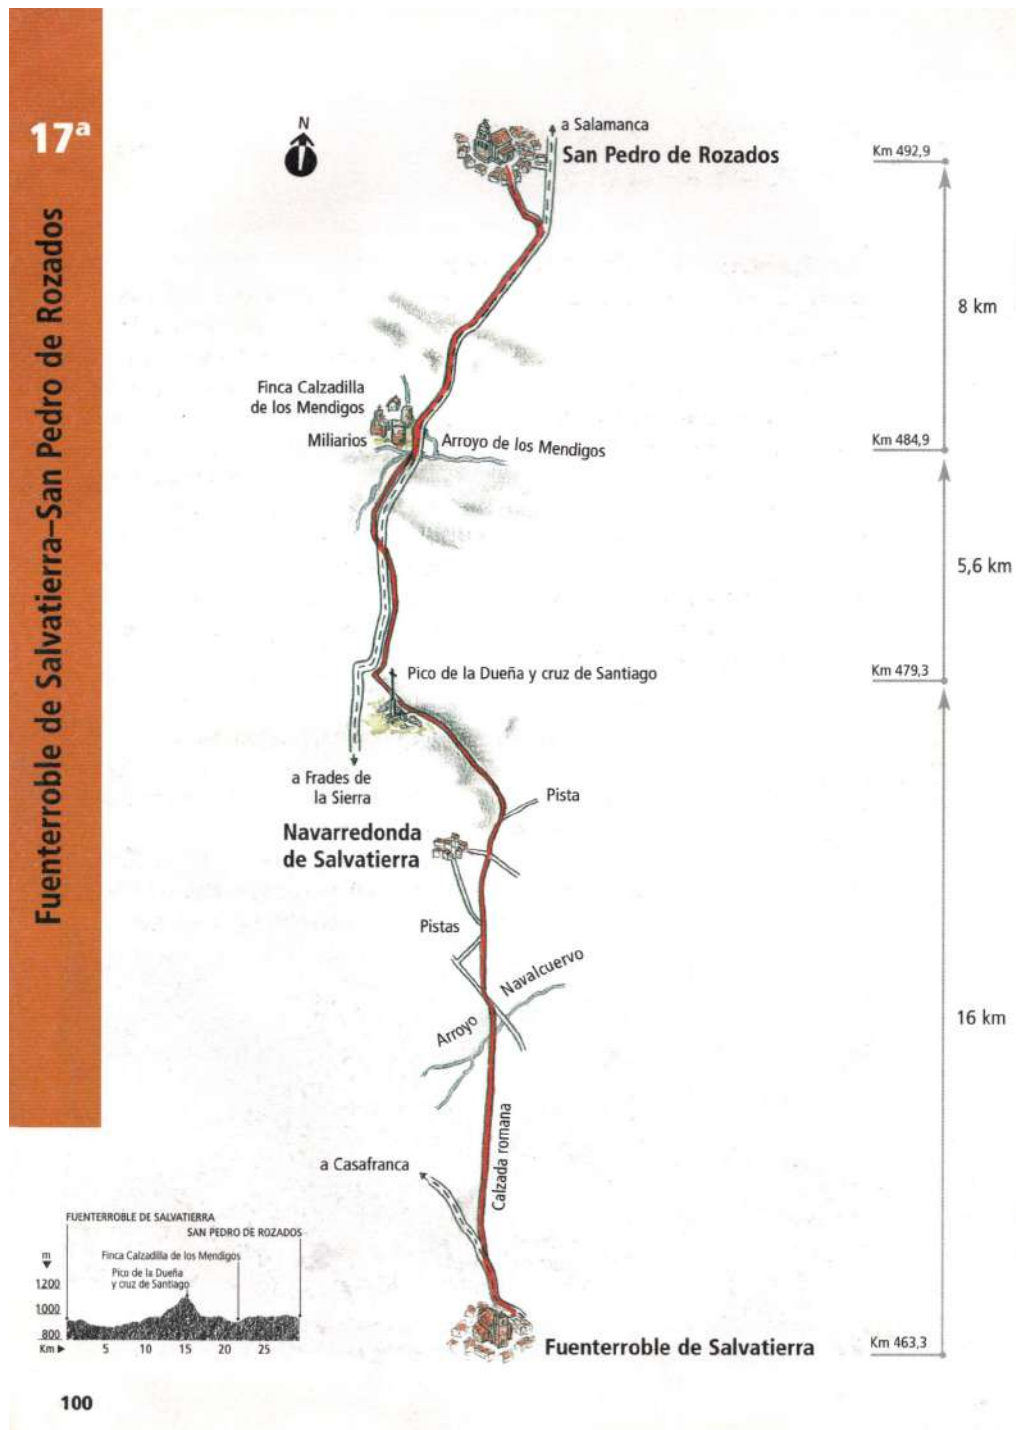 17ª
Fuenterroble de Salvatierra–San Pedro de Rozados
N
a Salamanca
San Pedro de Rozados
Km 492,9
8 km
Finca Calzadilla
de los Mendigos
Miliarios
Arroyo de los Mendigos
Km 484,9
5,6 km
Pico de la Dueña y cruz de Santiago
Km 479,3
a Frades de
la Sierra
Pista
Navarredonda
de Salvatierra
Pistas
Arroyo Navalcuervo
16 km
Calzada romana
a Casafranca
Fuenterroble de Salvatierra
Km 463,3
FUENTERROBLE DE SALVATIERRA
SAN PEDRO DE ROZADOS
Finca Calzadilla de los Mendigos
Pico de la Dueña
y cruz de Santiago
m
1200
1000
800
Km 5 10 15 20 25
100